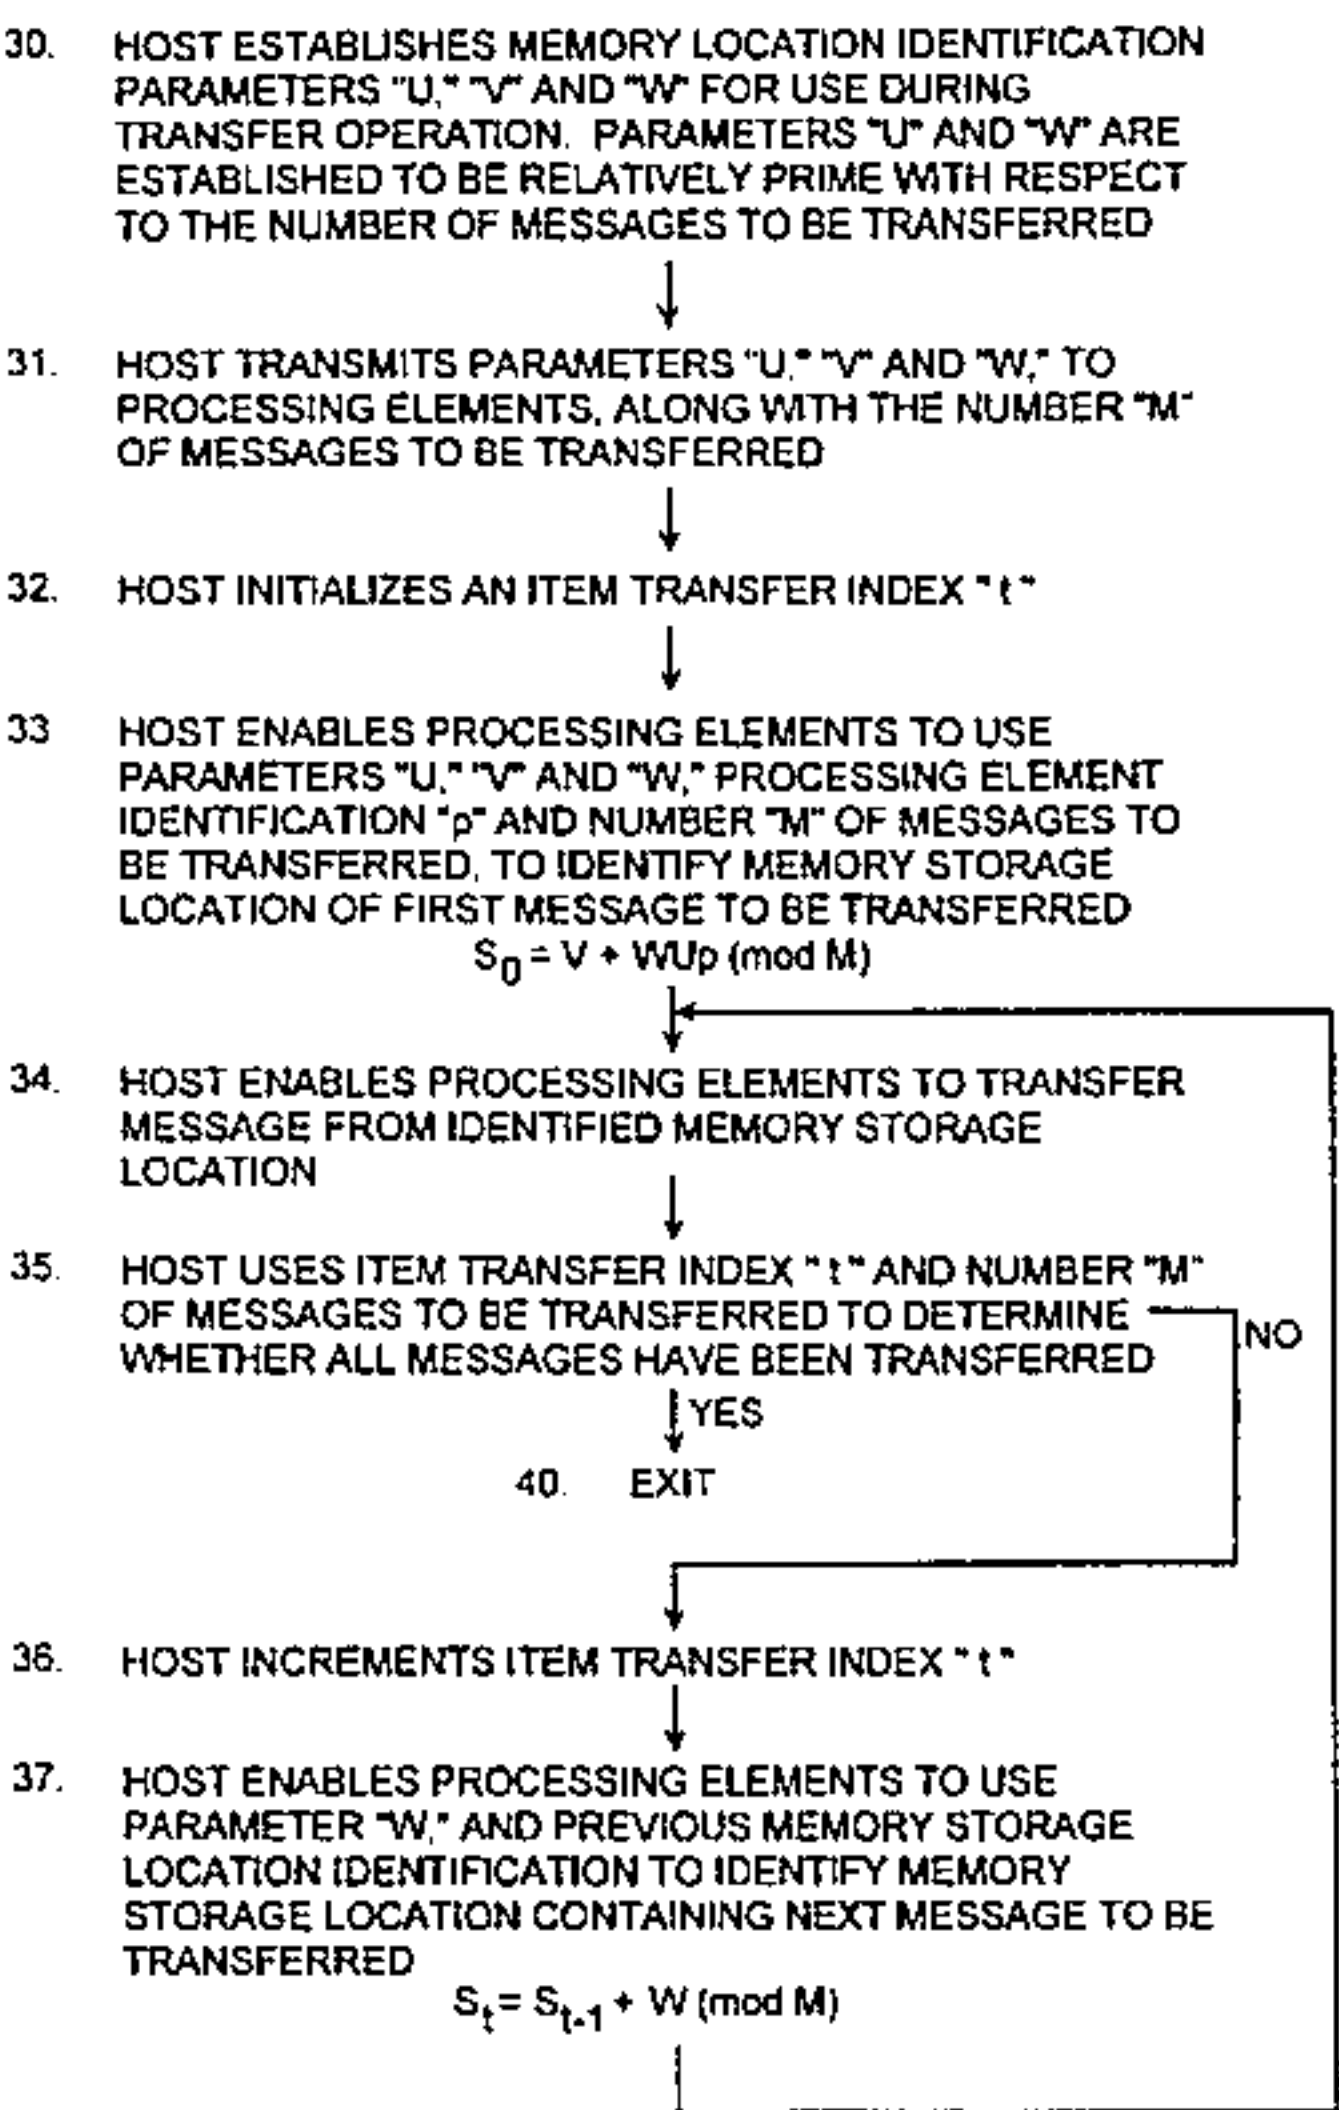 30. HOST ESTABLISHES MEMORY LOCATION IDENTIFICATION
PARAMETERS "U," "V" AND "W" FOR USE DURING
TRANSFER OPERATION. PARAMETERS "U" AND "W" ARE
ESTABLISHED TO BE RELATIVELY PRIME WITH RESPECT
TO THE NUMBER OF MESSAGES TO BE TRANSFERRED
31. HOST TRANSMITS PARAMETERS "U," "V" AND "W," TO
PROCESSING ELEMENTS, ALONG WITH THE NUMBER "M"
OF MESSAGES TO BE TRANSFERRED
32. HOST INITIALIZES AN ITEM TRANSFER INDEX " t "
33 HOST ENABLES PROCESSING ELEMENTS TO USE
PARAMETERS "U," "V" AND "W," PROCESSING ELEMENT
IDENTIFICATION "p" AND NUMBER "M" OF MESSAGES TO
BE TRANSFERRED, TO IDENTIFY MEMORY STORAGE
LOCATION OF FIRST MESSAGE TO BE TRANSFERRED
S0 = V + WUp (mod M)
34. HOST ENABLES PROCESSING ELEMENTS TO TRANSFER
MESSAGE FROM IDENTIFIED MEMORY STORAGE
LOCATION
35. HOST USES ITEM TRANSFER INDEX " t " AND NUMBER "M"
OF MESSAGES TO BE TRANSFERRED TO DETERMINE
WHETHER ALL MESSAGES HAVE BEEN TRANSFERRED
NO
YES
40. EXIT
36. HOST INCREMENTS ITEM TRANSFER INDEX " t "
37. HOST ENABLES PROCESSING ELEMENTS TO USE
PARAMETER "W," AND PREVIOUS MEMORY STORAGE
LOCATION IDENTIFICATION TO IDENTIFY MEMORY
STORAGE LOCATION CONTAINING NEXT MESSAGE TO BE
TRANSFERRED
St = St-1 + W (mod M)